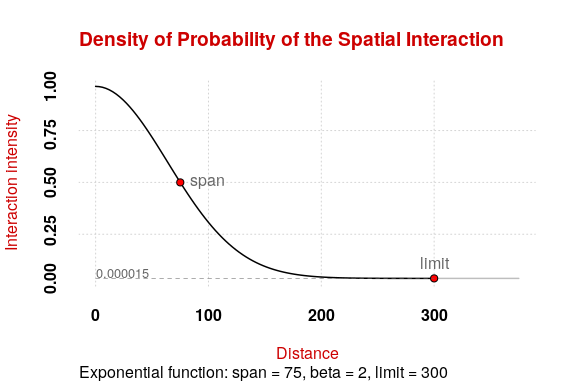 Density of Probability of the Spatial Interaction
Interaction Intensity
1.00
0.75
0.50
0.25
0.00
span
limit
0.000015
0
100
200
300
Distance
Exponential function: span = 75, beta = 2, limit = 300